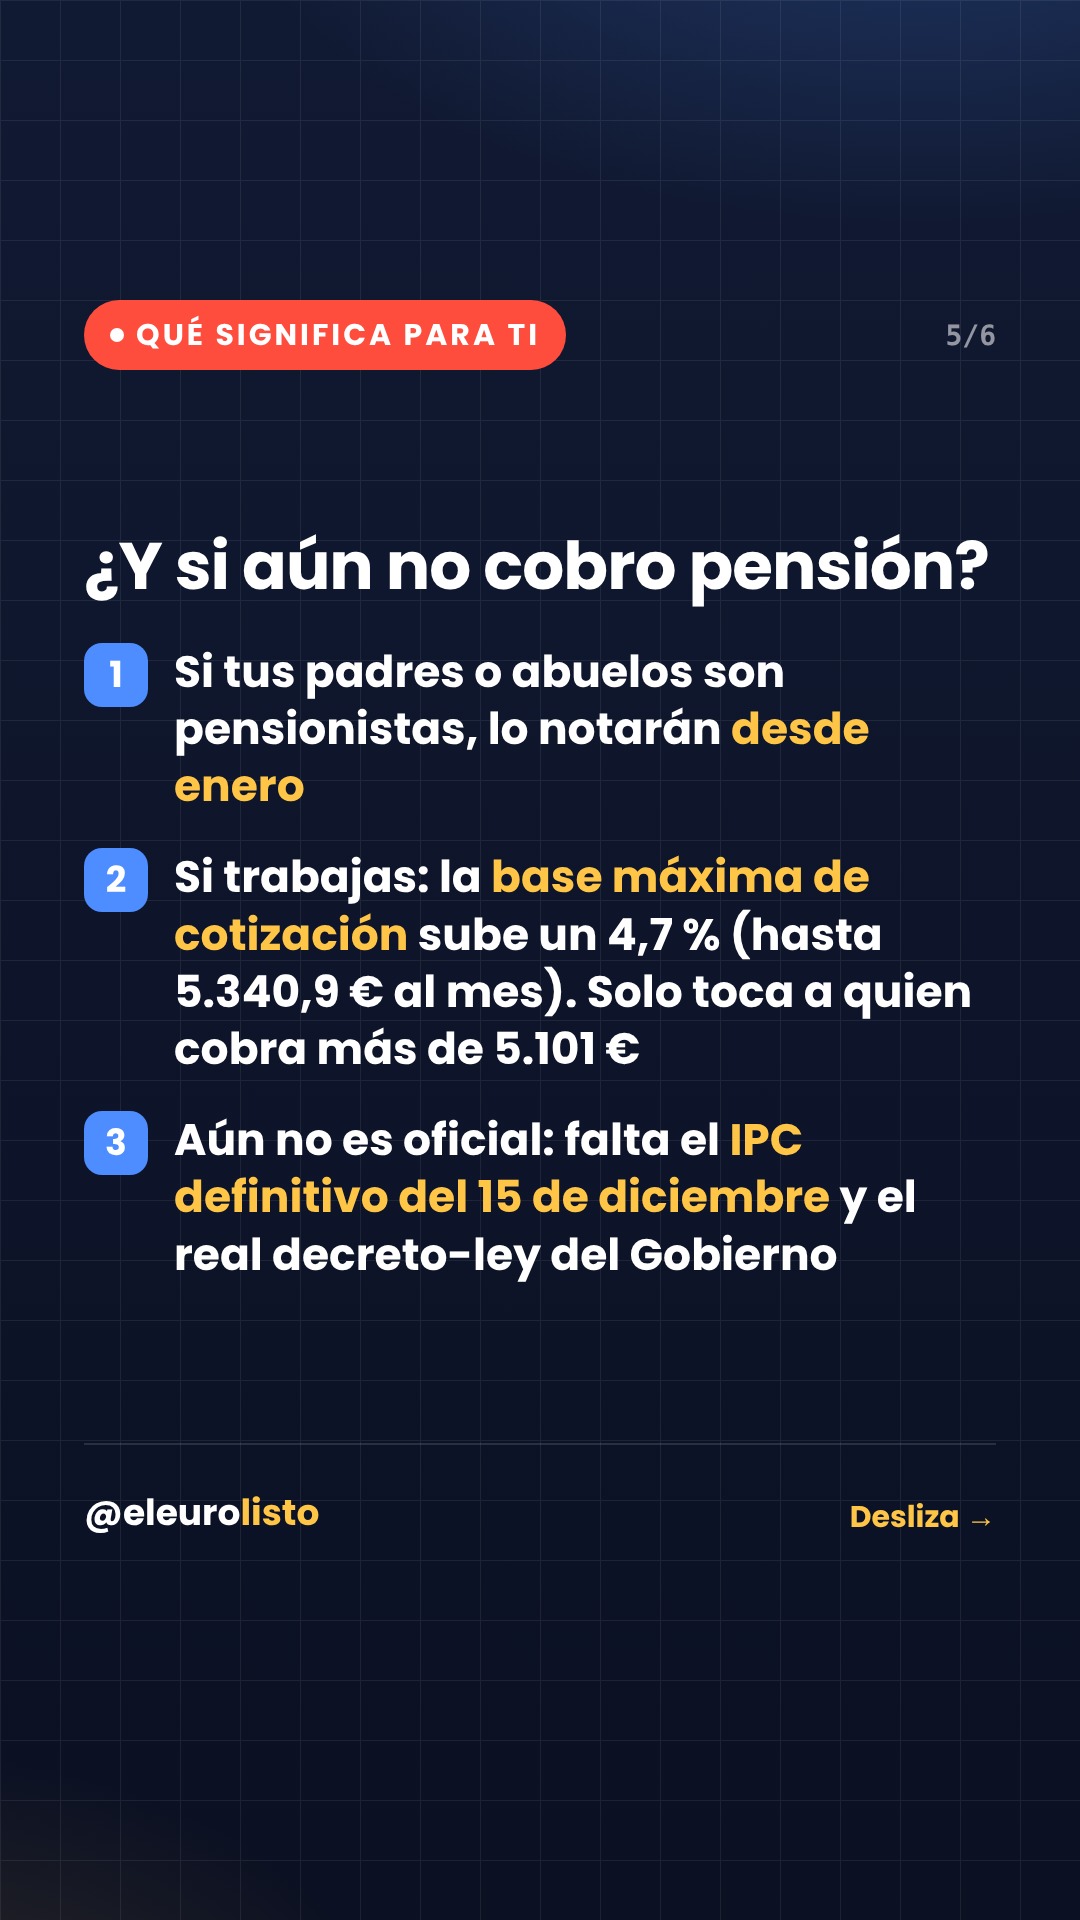 QUÉ SIGNIFICA PARA TI
5/6
¿Y si aún no cobro pensión?
1 Si tus padres o abuelos son
pensionistas, lo notarán desde
enero
2 Si trabajas: la base máxima de
cotización sube un 4,7 % (hasta
5.340,9 € al mes). Solo toca a quien
cobra más de 5.101 €
3 Aún no es oficial: falta el IPC
definitivo del 15 de diciembre y el
real decreto-ley del Gobierno
@eleurolisto
Desliza →